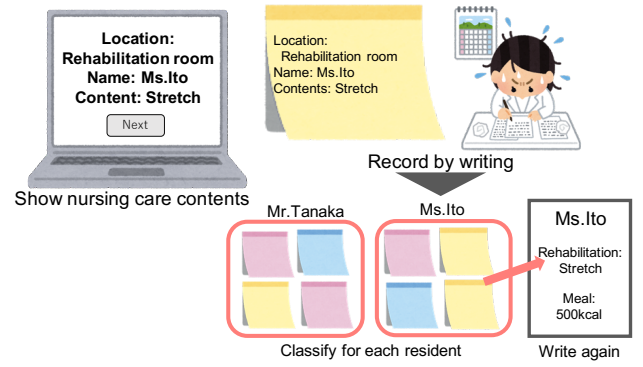 Location:
Rehabilitation room
Name: Ms.Ito
Content: Stretch
Next
Show nursing care contents
Location:
Rehabilitation room
Name: Ms.Ito
Contents: Stretch
Record by writing
Mr.Tanaka
Ms.Ito
Classify for each resident
Ms.Ito
Rehabilitation:
Stretch
Meal:
500kcal
Write again